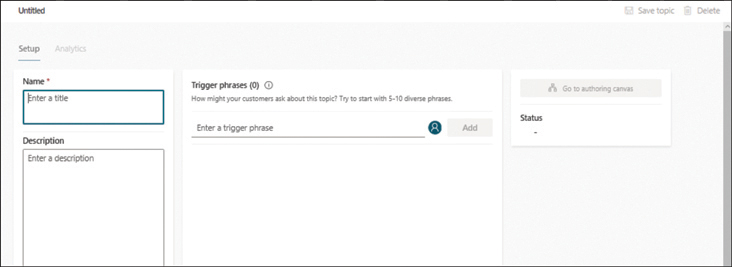 Untitled
Save topic
Delete
Setup
Analytics
Name *
Enter a title
Description
Enter a description
Trigger phrases (0)
How might your customers ask about this topic? Try to start with 5-10 diverse phrases.
Enter a trigger phrase
Add
Go to authoring canvas
Status
-